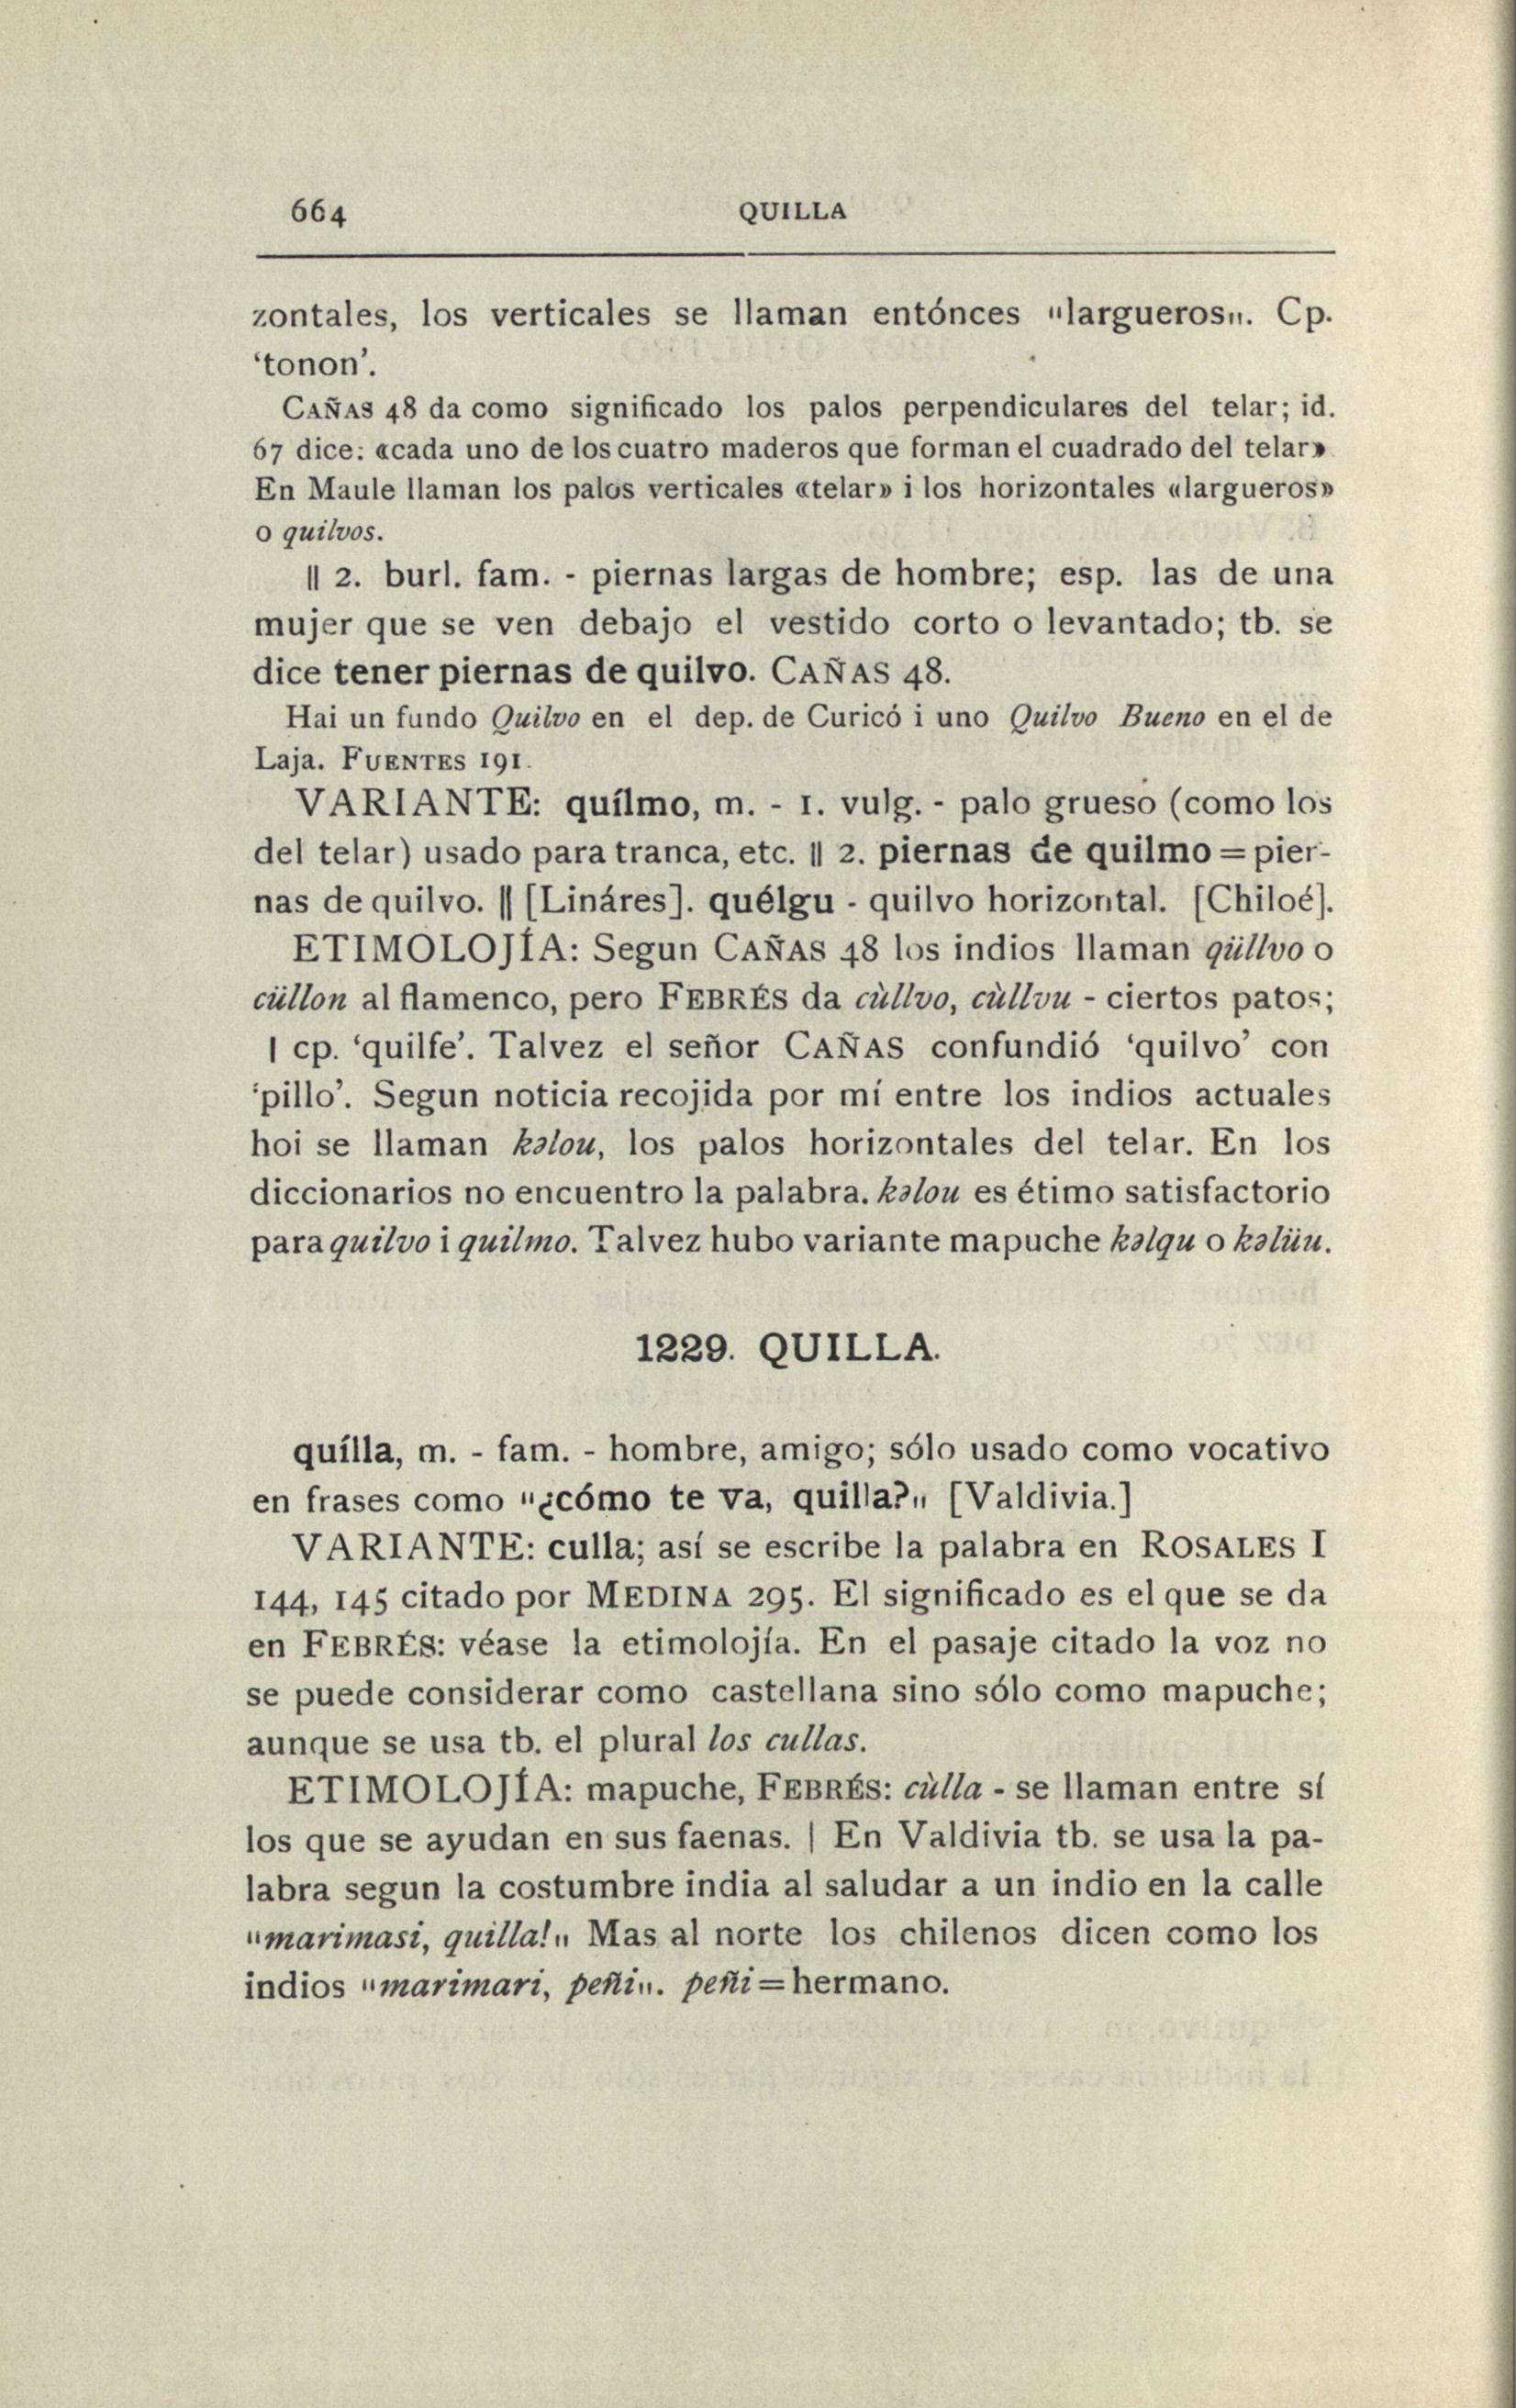 664 QUILLA
zontales, los verticales se llaman entónces "largueros". Cp.
‘tonon’.
CAÑAS 48 da como significado los palos perpendiculares del telar; id.
67 dice: «cada uno de los cuatro maderos que forman el cuadrado del telar»
En Maule llaman los palos verticales «telar» i los horizontales «largueros»
o quilvos.
|| 2. burl. fam. - piernas largas de hombre; esp. las de una
mujer que se ven debajo el vestido corto o levantado; tb. se
dice tener piernas de quilvo. CAÑAS 48.
Hai un fundo Quilvo en el dep. de Curicó i uno Quilvo Bueno en el de
Laja. FUENTES 191.
VARIANTE: quílmo, m. - 1. vulg. - palo grueso (como los
del telar) usado para tranca, etc. || 2. piernas de quilmo = pier-
nas de quilvo. || [Lináres]. quélgu - quilvo horizontal. [Chiloé].
ETIMOLOJÍA: Segun CAÑAS 48 los indios llaman qüllvo o
cüllon al flamenco, pero FEBRÉS da cùllvo, cùllvu - ciertos patos;
| cp. ‘quilfe’. Talvez el señor CAÑAS confundió ‘quilvo’ con
‘pillo’. Segun noticia recojida por mí entre los indios actuales
hoi se llaman kəlou, los palos horizontales del telar. En los
diccionarios no encuentro la palabra. kəlou es étimo satisfactorio
para quilvo i quilmo. Talvez hubo variante mapuche kəlqu o kəlüu.
1229. QUILLA.
quílla, m. - fam. - hombre, amigo; sólo usado como vocativo
en frases como "¿cómo te va, quilla?" [Valdivia.]
VARIANTE: culla; así se escribe la palabra en ROSALES I
144, 145 citado por MEDINA 295. El significado es el que se da
en FEBRÉS: véase la etimolojía. En el pasaje citado la voz no
se puede considerar como castellana sino sólo como mapuche;
aunque se usa tb. el plural los cullas.
ETIMOLOJÍA: mapuche, FEBRÉS: cùlla - se llaman entre sí
los que se ayudan en sus faenas. | En Valdivia tb. se usa la pa-
labra segun la costumbre india al saludar a un indio en la calle
"marimasi, quilla!" Mas al norte los chilenos dicen como los
indios "marimari, peñi". peñi = hermano.